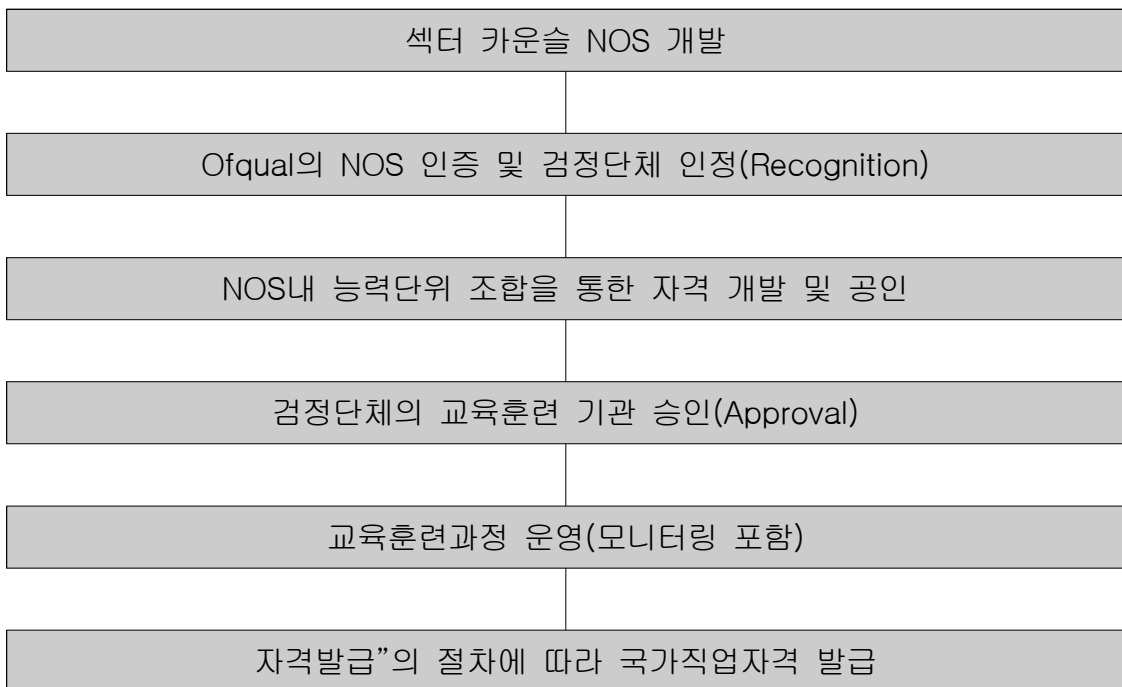 섹터 카운슬 NOS 개발
Ofqual의 NOS 인증 및 검정단체 인정(Recognition)
NOS내 능력단위 조합을 통한 자격 개발 및 공인
검정단체의 교육훈련 기관 승인(Approval)
교육훈련과정 운영(모니터링 포함)
자격발급”의 절차에 따라 국가직업자격 발급